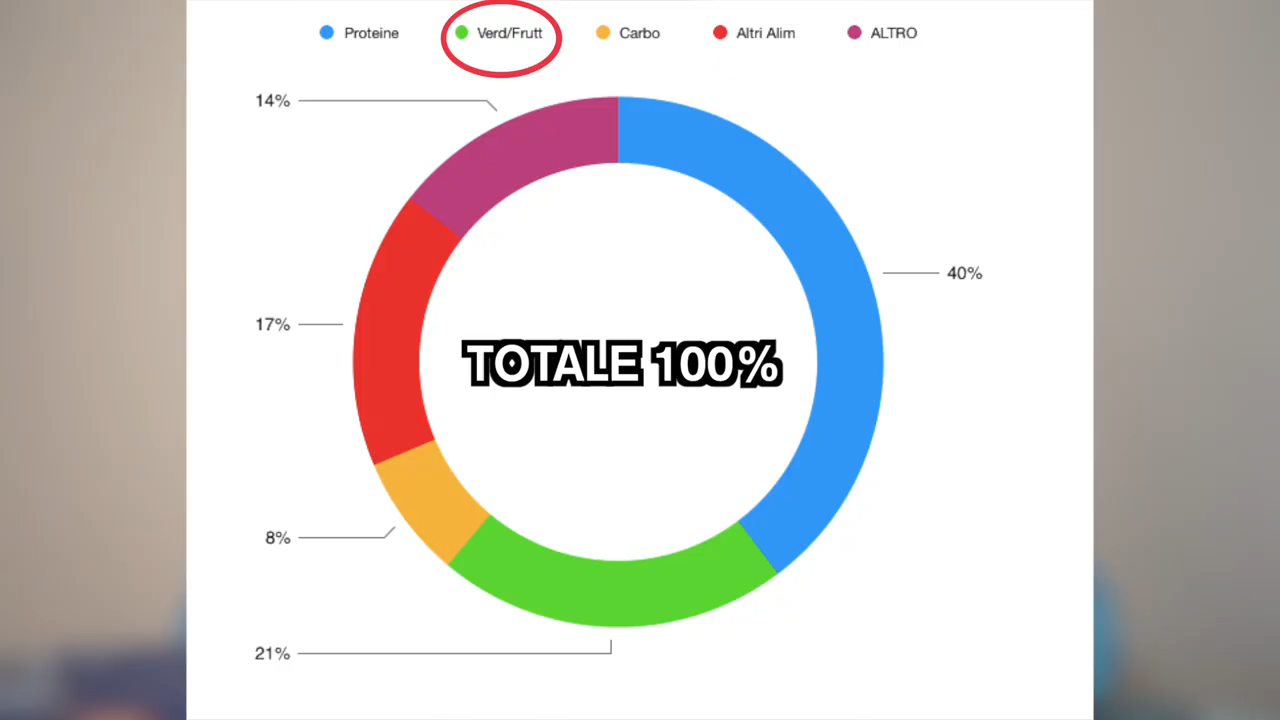 Proteine Verd/Frutt Carbo Altri Alim ALTRO
14%
40%
17%
TOTALE 100%
8%
21%